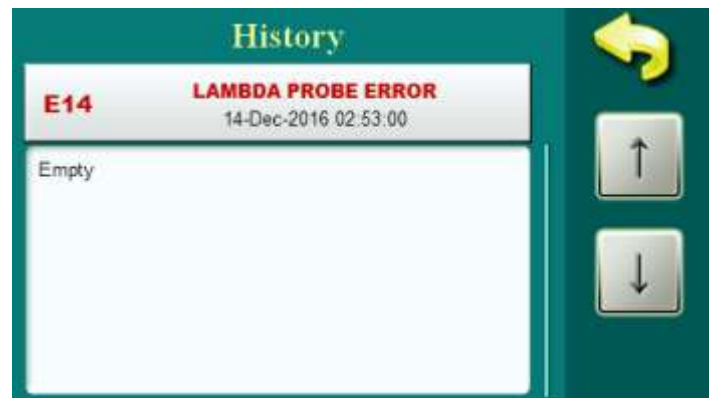 History
E14
LAMBDA PROBE ERROR
14-Dec-2016 02:53:00
Empty